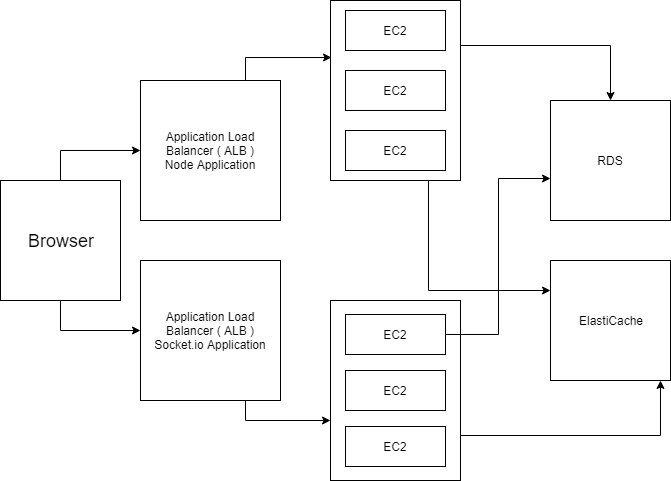 Browser
Application Load
Balancer ( ALB )
Node Application
Application Load
Balancer ( ALB )
Socket.io Application
EC2
EC2
EC2
EC2
EC2
EC2
RDS
ElastiCache